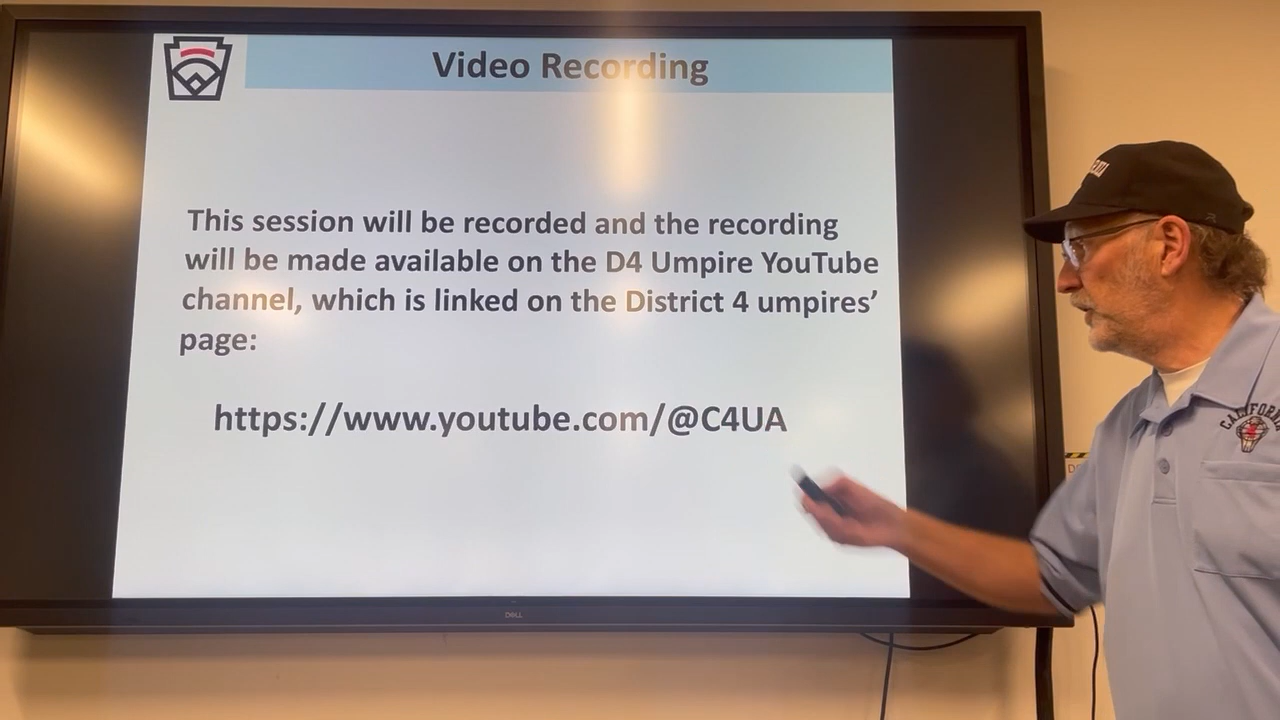 Video Recording
This session will be recorded and the recording
will be made available on the D4 Umpire YouTube
channel, which is linked on the District 4 umpires’
page:
https://www.youtube.com/@C4UA
DELL